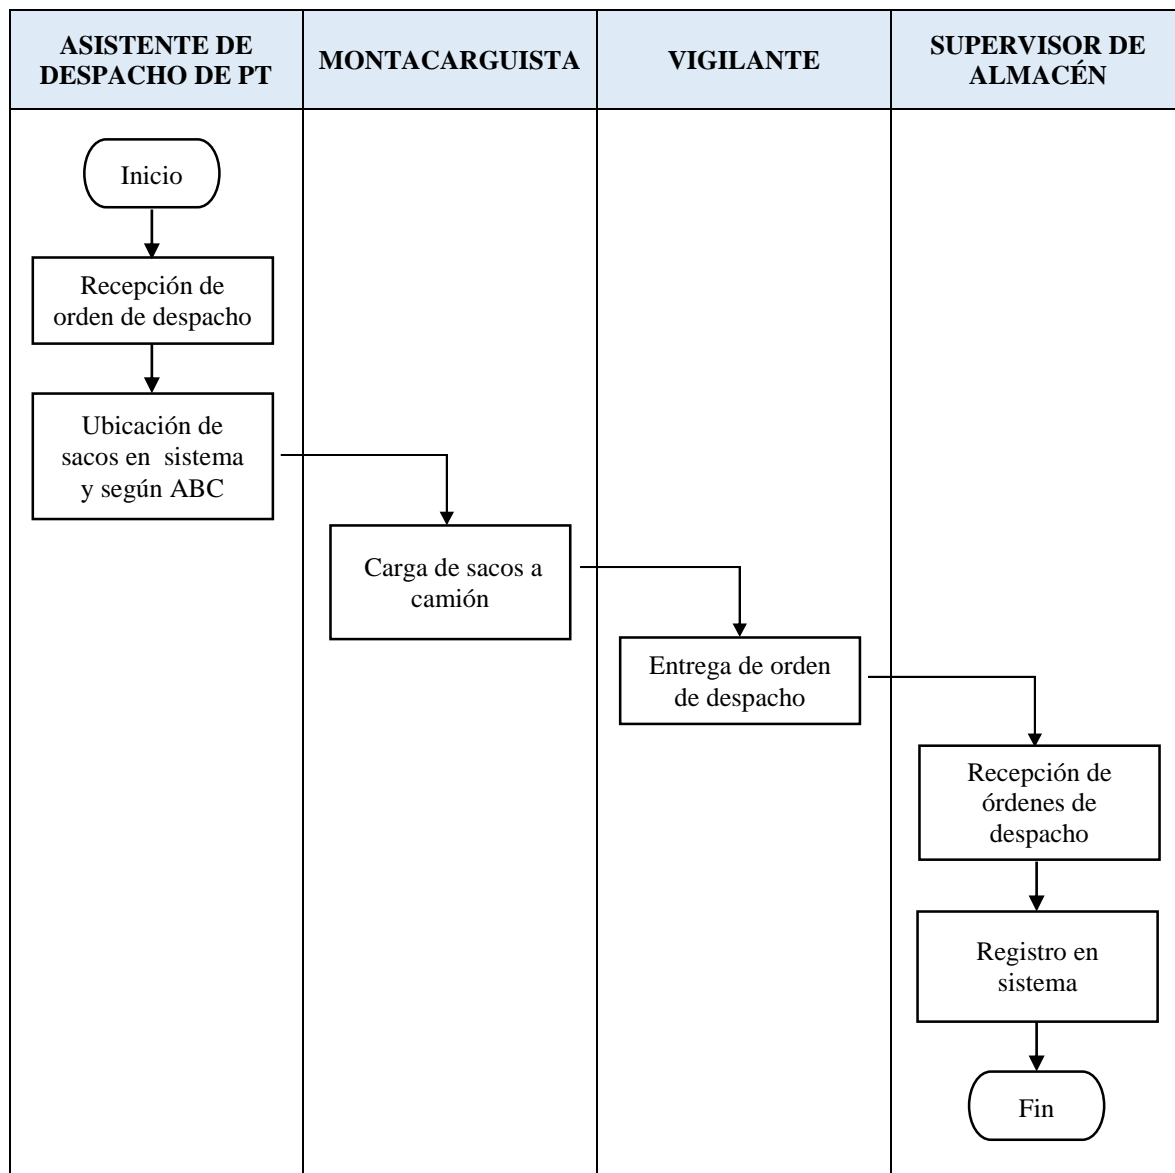 ASISTENTE DE
DESPACHO DE PT
MONTACARGUISTA
VIGILANTE
SUPERVISOR DE
ALMACÉN
Inicio
Recepción de
orden de despacho
Ubicación de
sacos en sistema
y según ABC
Carga de sacos a
camión
Entrega de orden
de despacho
Recepción de
órdenes de
despacho
Registro en
sistema
Fin